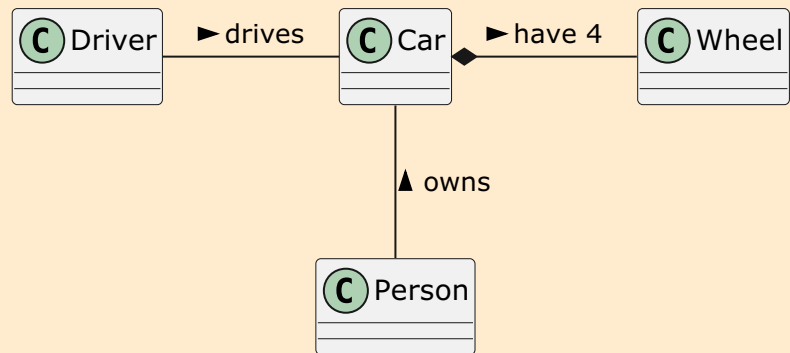 C Driver
► drives
C Car
► have 4
C Wheel
▲ owns
C Person